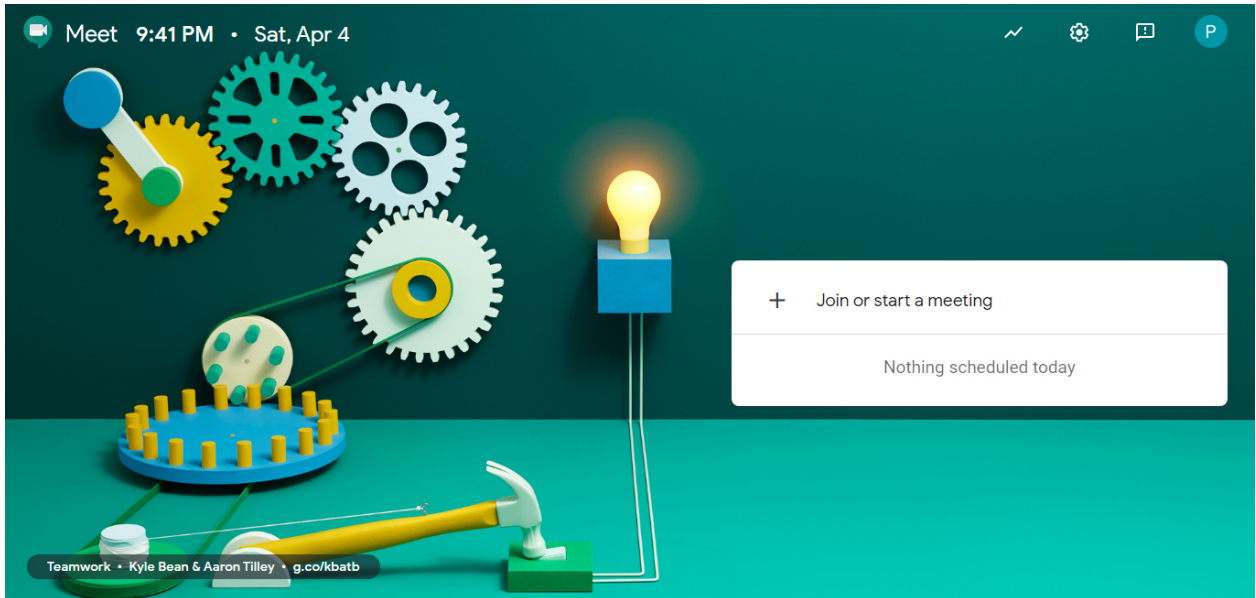 Meet 9:41 PM • Sat, Apr 4
P
Join or start a meeting
Nothing scheduled today
Teamwork • Kyle Bean & Aaron Tilley • g.co/kbatb